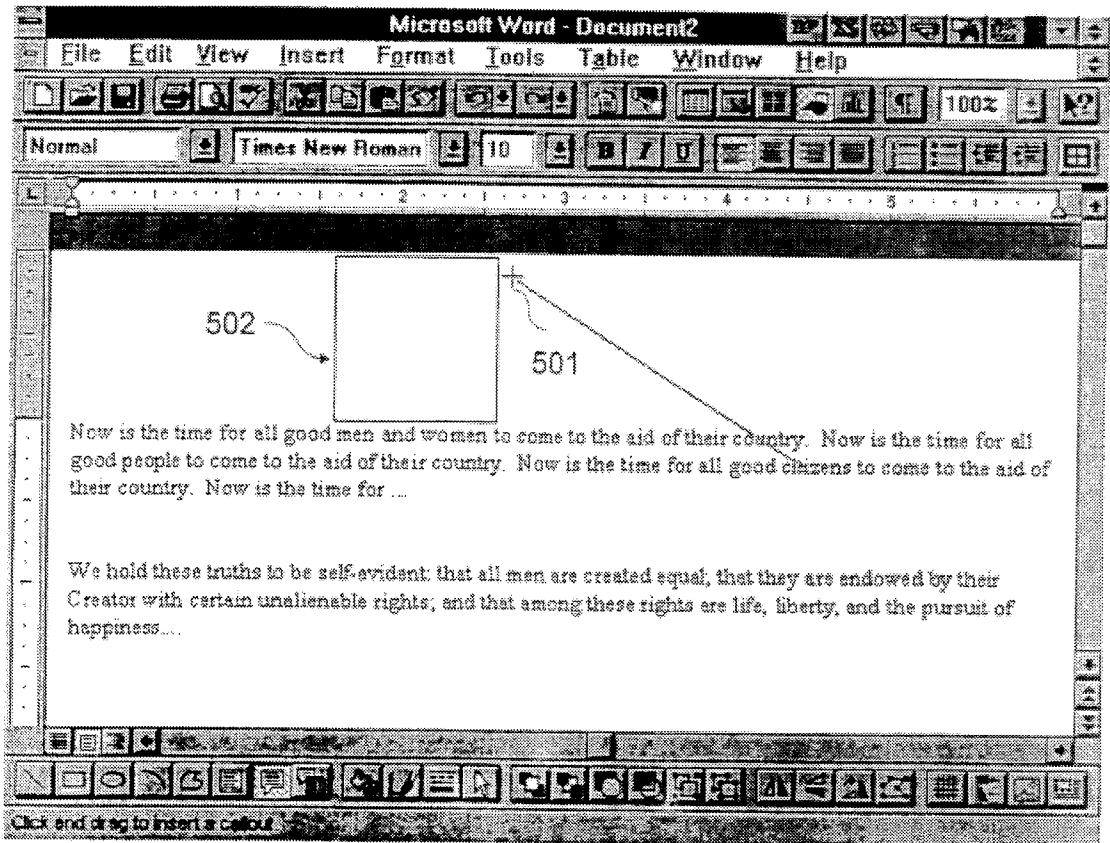 Microsoft Word - Document2
File Edit View Insert Format Tools Table Window Help
100%
Normal Times New Roman 10 B I U
L 1 2 3 4 5
502
501
Now is the time for all good men and women to come to the aid of their country. Now is the time for all
good people to come to the aid of their country. Now is the time for all good citizens to come to the aid of
their country. Now is the time for ...
We hold these truths to be self-evident: that all men are created equal; that they are endowed by their
Creator with certain unalienable rights; and that among these rights are life, liberty, and the pursuit of
happiness....
Click and drag to insert a callout